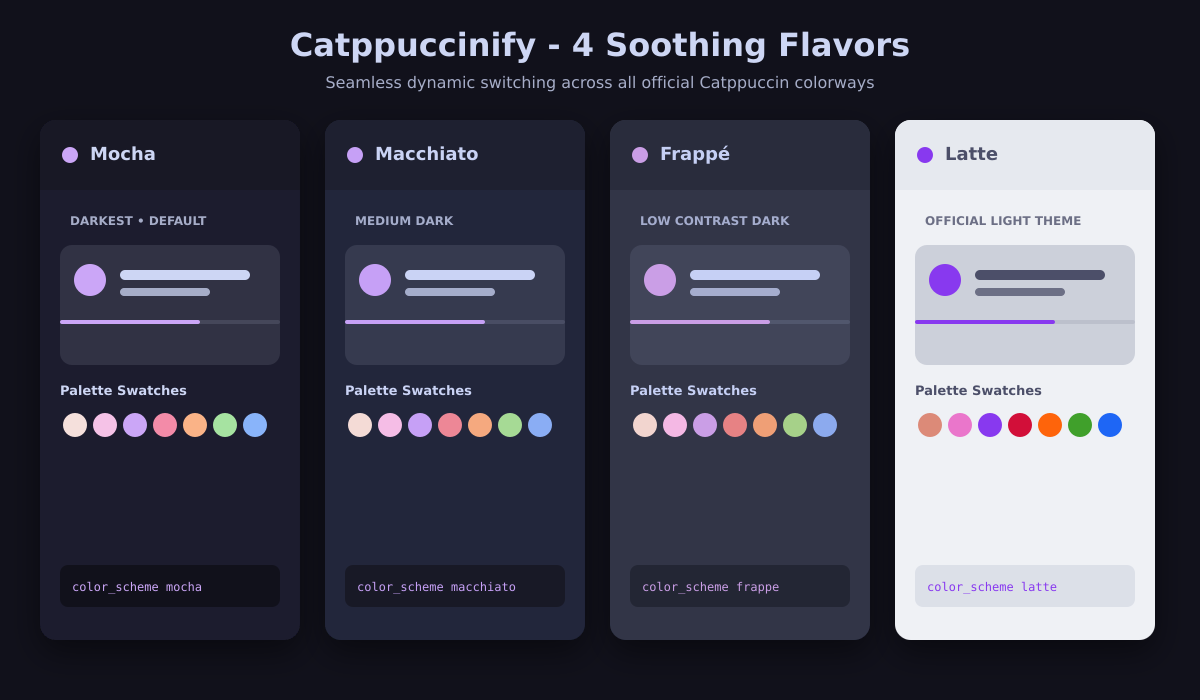 Catppuccinify - 4 Soothing Flavors
Seamless dynamic switching across all official Catppuccin colorways
Mocha
DARKEST • DEFAULT
Palette Swatches
color_scheme mocha
Macchiato
MEDIUM DARK
Palette Swatches
color_scheme macchiato
Frappé
LOW CONTRAST DARK
Palette Swatches
color_scheme frappe
Latte
OFFICIAL LIGHT THEME
Palette Swatches
color_scheme latte